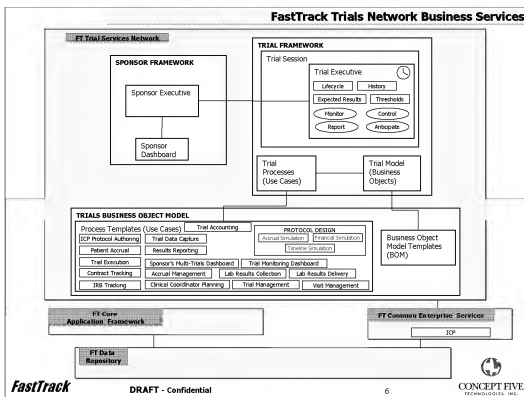 FastTrack Trials Network Business Services
FT Trial Services Network
TRIAL FRAMEWORK
Trial Session
SPONSOR FRAMEWORK
Trial Executive
Lifecycle
History
Sponsor Executive
Expected Results
Thresholds
Monitor
Control
Report
Anticipate
Sponsor
Dashboard
Trial
Processes
(Use Cases)
Trial Model
(Business
Objects)
TRIALS BUSINESS OBJECT MODEL
Process Templates (Use Cases)
Trial Accounting
PROTOCOL DESIGN
ICP Protocol Authoring
Trial Data Capture
Accrual Simulation
Financial Simulation
Patient Accrual
Results Reporting
Timeline Simulation
Business Object
Model Templates
(BOM)
Trial Execution
Sponsor's Multi-Trials Dashboard
Trial Monitoring Dashboard
Contract Tracking
Accrual Management
Lab Results Collection
Lab Results Delivery
IRB Tracking
Clinical Coordinator Planning
Trial Management
Visit Management
FT Core
Application Framework
FT Common Enterprise Services
ICP
FT Data
Repository
FastTrack
DRAFT - Confidential
6
CONCEPT FIVE
TECHNOLOGIES, INC.